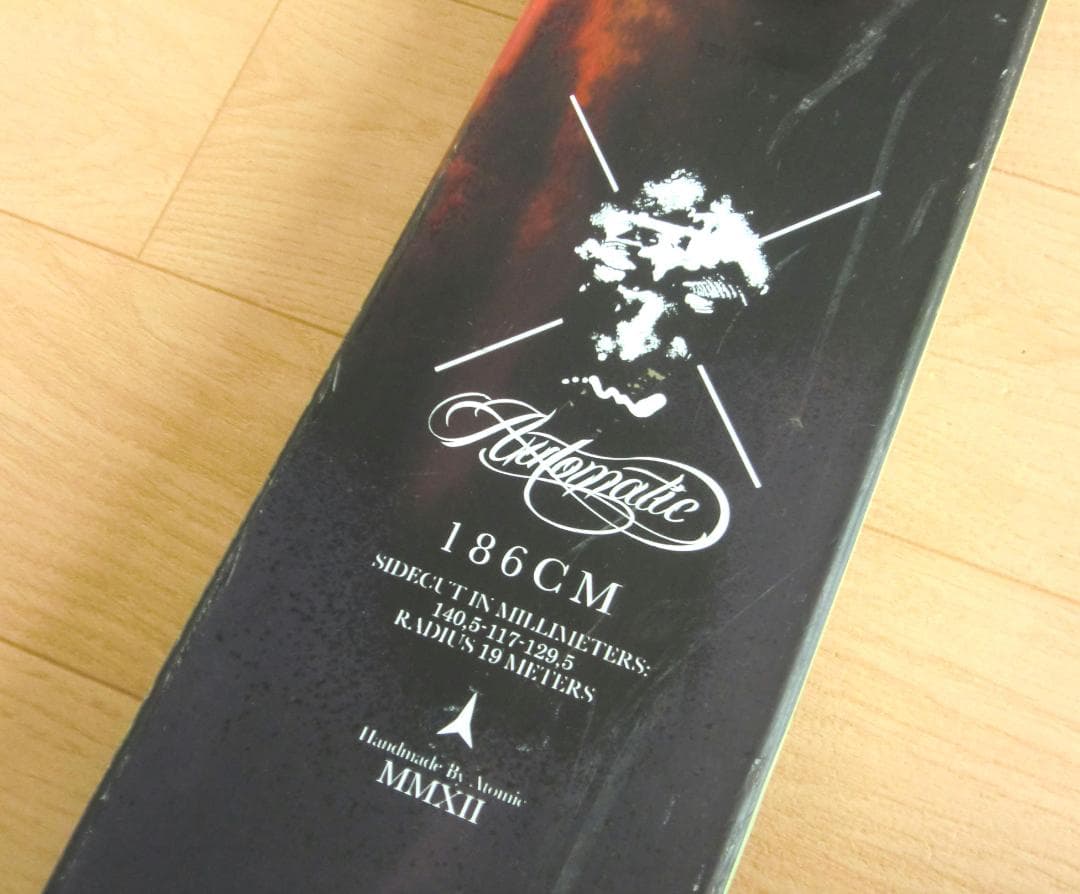 Automatic
186CM
SIDECUT IN MILLIMETERS:
140,5-117-129,5
RADIUS 19 METERS
Handmade By Atomic
MMXII